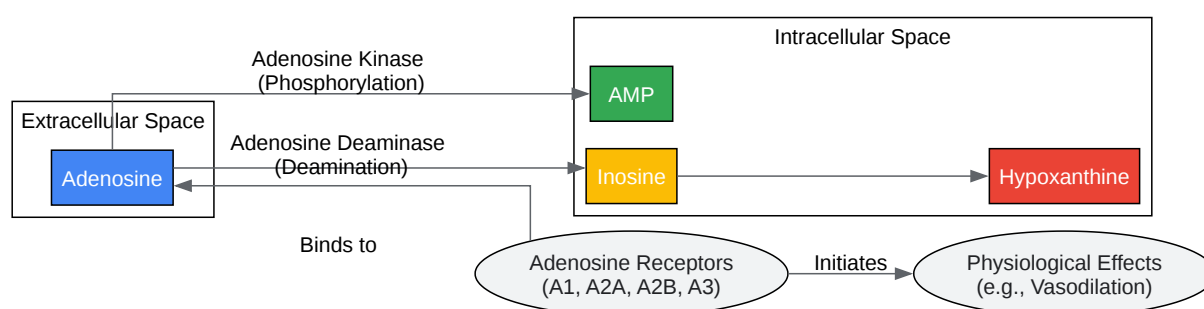 Intracellular Space
Adenosine Kinase
(Phosphorylation)
AMP
Extracellular Space
Adenosine
Adenosine Deaminase
(Deamination)
Inosine
Hypoxanthine
Binds to
Adenosine Receptors
(A1, A2A, A2B, A3)
Initiates
Physiological Effects
(e.g., Vasodilation)